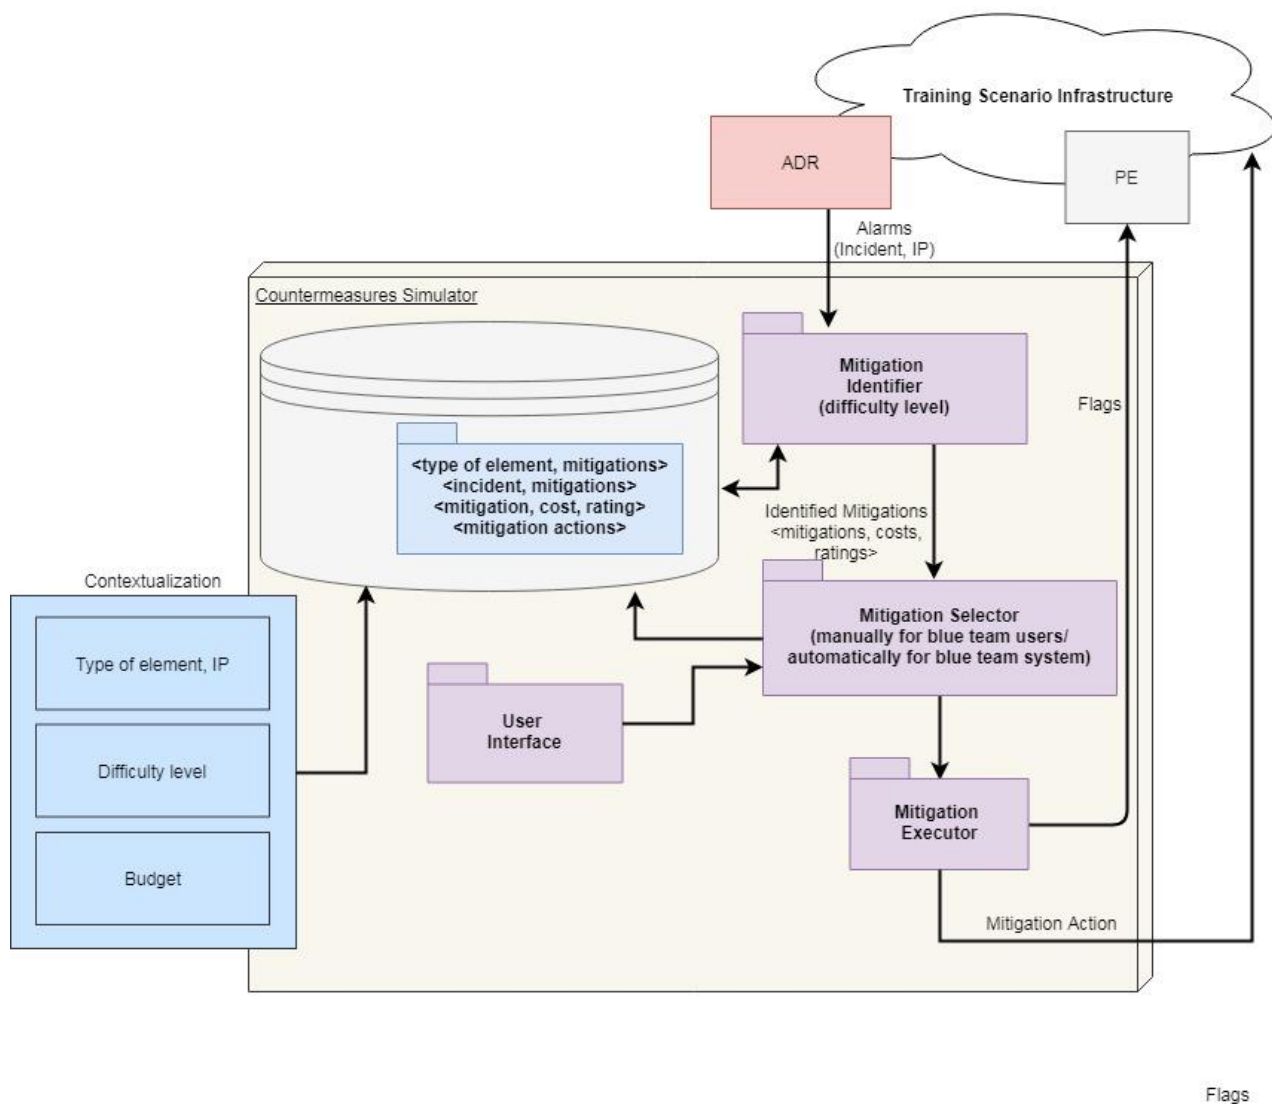 Training Scenario Infrastructure
ADR
PE
Alarms
(Incident, IP)
Countermeasures Simulator
Mitigation
Identifier
(difficulty level)
Flags
<type of element, mitigations>
<incident, mitigations>
<mitigation, cost, rating>
<mitigation actions>
Identified Mitigations
<mitigations, costs,
ratings>
Contextualization
Type of element, IP
Difficulty level
Budget
Mitigation Selector
(manually for blue team users/
automatically for blue team system)
User
Interface
Mitigation
Executor
Mitigation Action
Flags